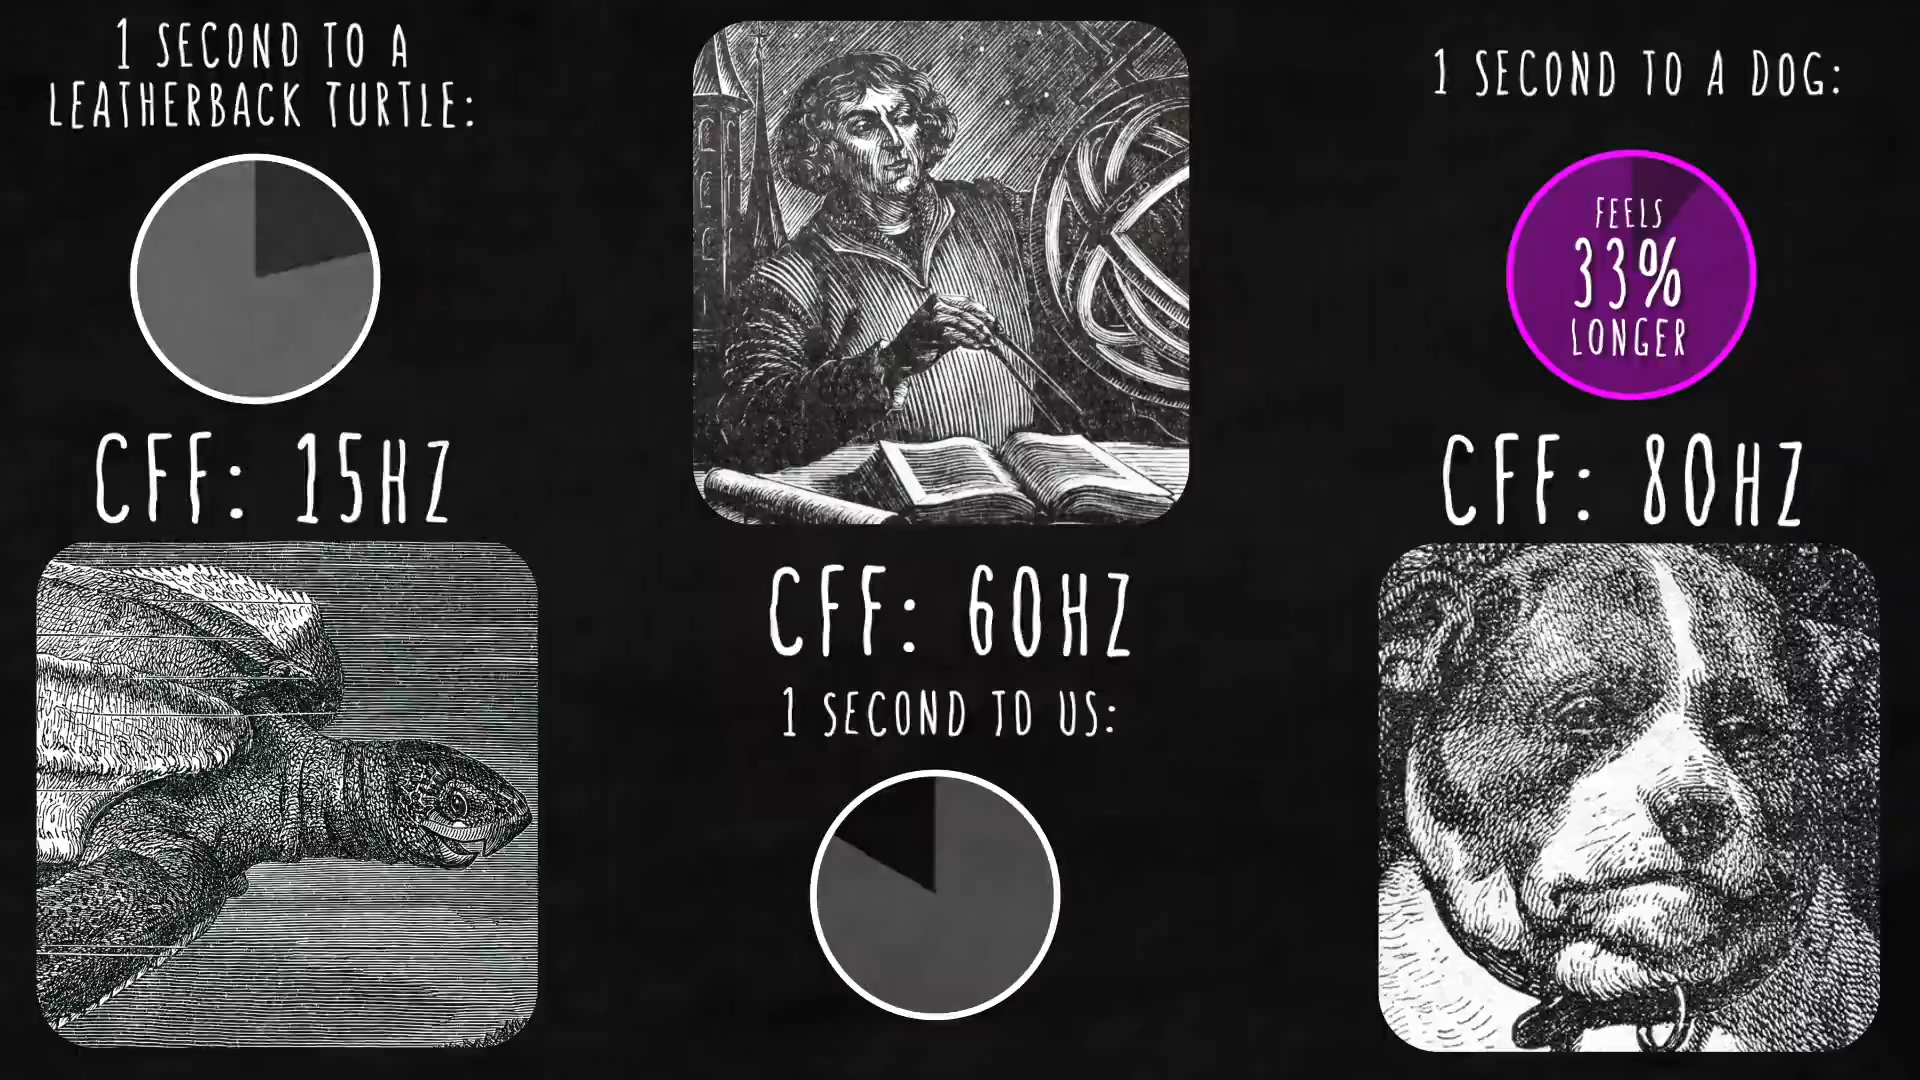 1 SECOND TO A
LEATHERBACK TURTLE:
CFF: 15HZ
CFF: 60HZ
1 SECOND TO US:
1 SECOND TO A DOG:
FEELS
33%
LONGER
CFF: 80HZ